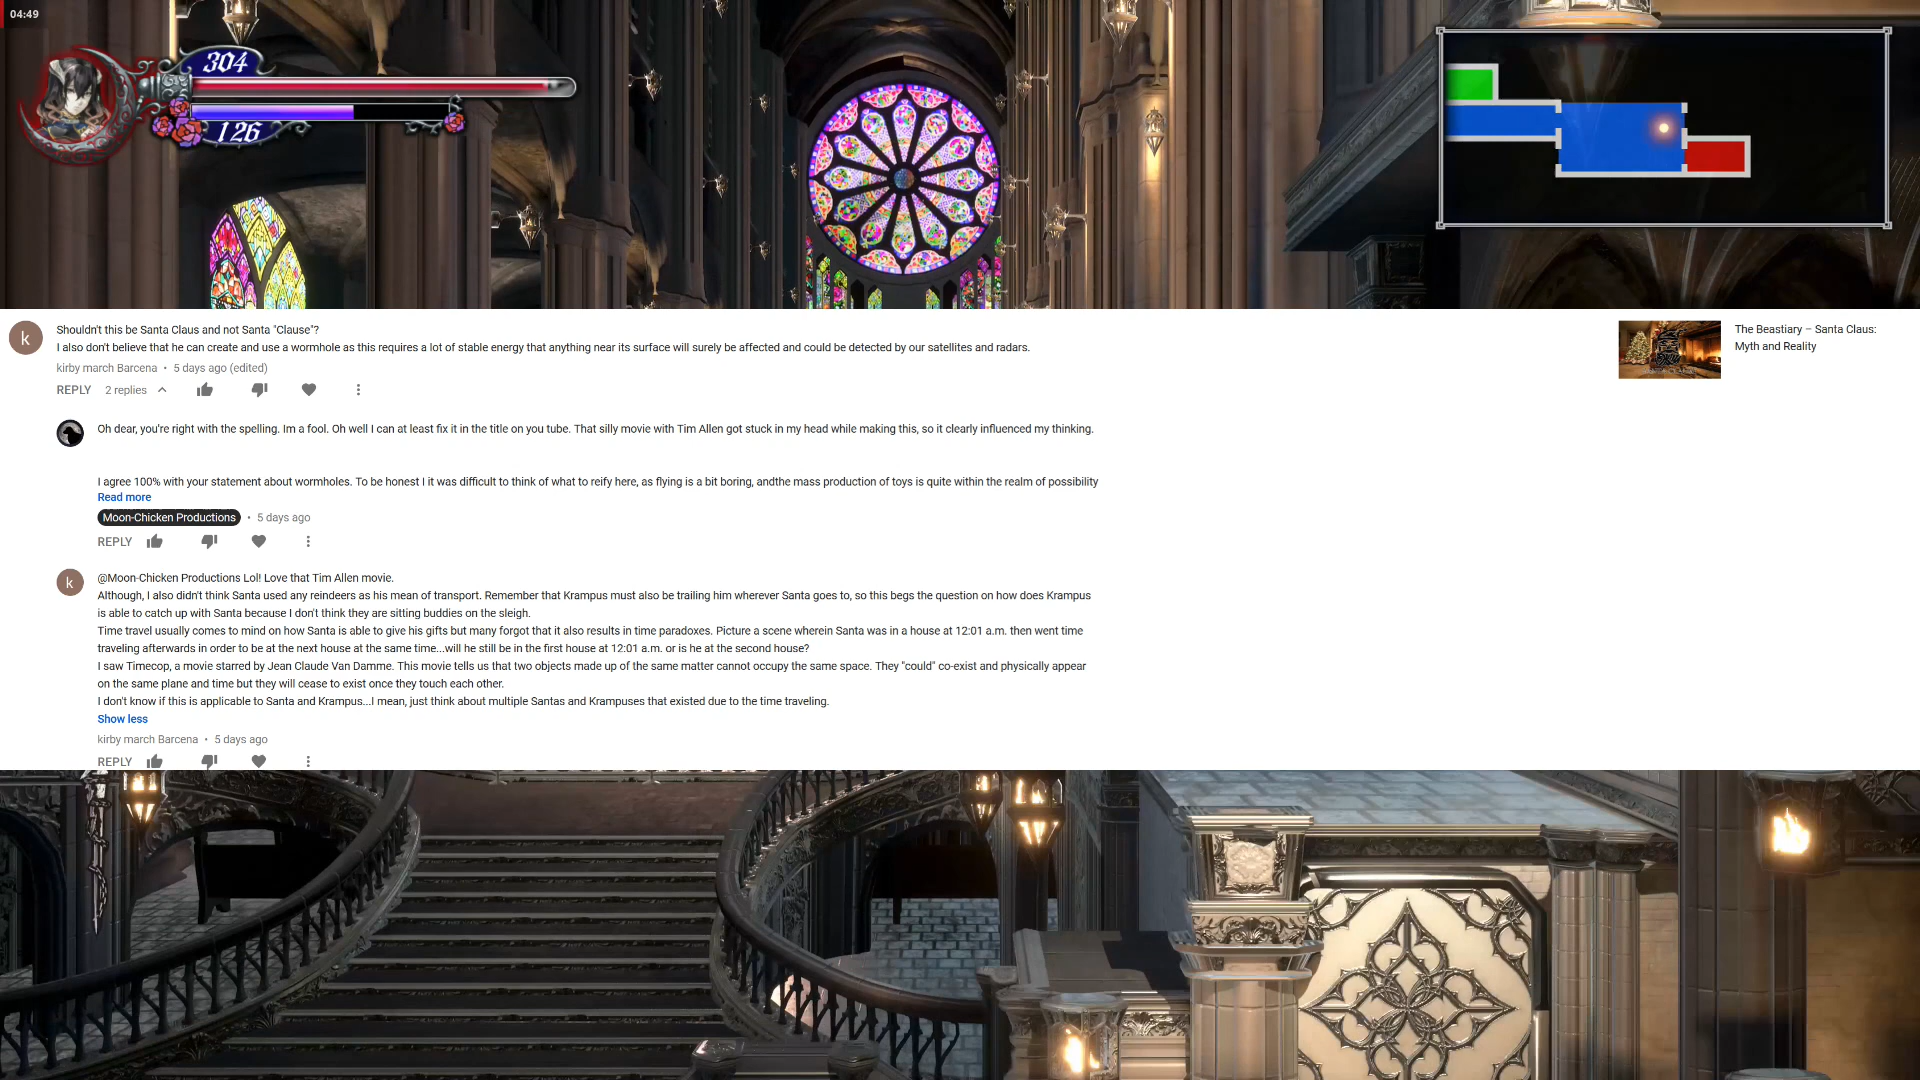 04:49
304
126
Shouldn't this be Santa Claus and not Santa "Clause"?
I also don't believe that he can create and use a wormhole as this requires a lot of stable energy that anything near its surface will surely be affected and could be detected by our satellites and radars.
kirby march Barcena • 5 days ago (edited)
REPLY 2 replies
The Beastiary – Santa Claus:
Myth and Reality
Oh dear, you're right with the spelling. Im a fool. Oh well I can at least fix it in the title on you tube. That silly movie with Tim Allen got stuck in my head while making this, so it clearly influenced my thinking.
I agree 100% with your statement about wormholes. To be honest I it was difficult to think of what to reify here, as flying is a bit boring, andthe mass production of toys is quite within the realm of possibility
Read more
Moon-Chicken Productions • 5 days ago
REPLY
@Moon-Chicken Productions Lol! Love that Tim Allen movie.
Although, I also didn't think Santa used any reindeers as his mean of transport. Remember that Krampus must also be trailing him wherever Santa goes to, so this begs the question on how does Krampus
is able to catch up with Santa because I don't think they are sitting buddies on the sleigh.
Time travel usually comes to mind on how Santa is able to give his gifts but many forgot that it also results in time paradoxes. Picture a scene wherein Santa was in a house at 12:01 a.m. then went time
traveling afterwards in order to be at the next house at the same time...will he still be in the first house at 12:01 a.m. or is he at the second house?
I saw Timecop, a movie starred by Jean Claude Van Damme. This movie tells us that two objects made up of the same matter cannot occupy the same space. They "could" co-exist and physically appear
on the same plane and time but they will cease to exist once they touch each other.
I don't know if this is applicable to Santa and Krampus...I mean, just think about multiple Santas and Krampuses that existed due to the time traveling.
Show less
kirby march Barcena • 5 days ago
REPLY
k
k